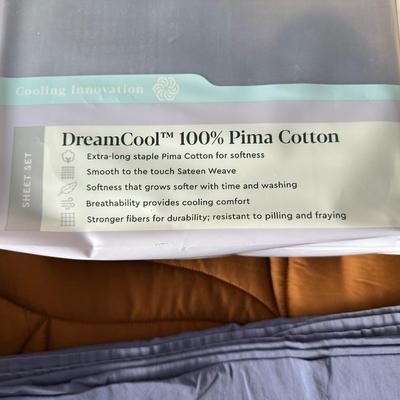 Cooling Innovation
DreamCool™ 100% Pima Cotton
Extra-long staple Pima Cotton for softness
Smooth to the touch Sateen Weave
Softness that grows softer with time and washing
Breathability provides cooling comfort
Stronger fibers for durability; resistant to pilling and fraying
SHEET SET